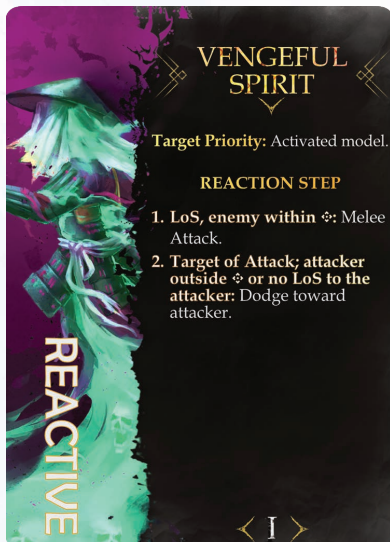 VENGEFUL
SPIRIT
Target Priority: Activated model.
REACTION STEP
1. LoS, enemy within ༜: Melee
Attack.
2. Target of Attack; attacker
outside ༜ or no LoS to the
attacker: Dodge toward
attacker.
REACTIVE
I